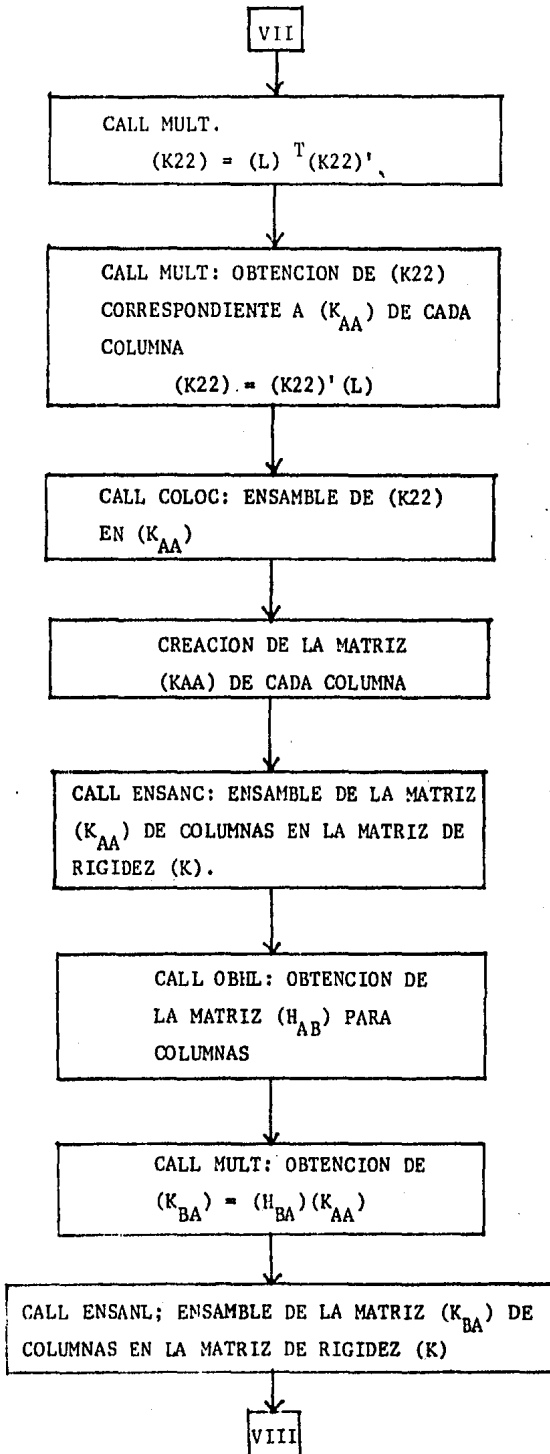 VII
CALL MULT.
(K22) = (L) T (K22)'
CALL MULT: OBTENCION DE (K22)
CORRESPONDIENTE A (KAA) DE CADA
COLUMNA
(K22) = (K22)' (L)
CALL COLOC: ENSAMBLE DE (K22)
EN (KAA)
CREACION DE LA MATRIZ
(KAA) DE CADA COLUMNA
CALL ENSANC: ENSAMBLE DE LA MATRIZ
(KAA) DE COLUMNAS EN LA MATRIZ DE
RIGIDEZ (K).
CALL OBHL: OBTENCION DE
LA MATRIZ (HAB) PARA
COLUMNAS
CALL MULT: OBTENCION DE
(KBA) = (HBA)(KAA)
CALL ENSANL; ENSAMBLE DE LA MATRIZ (KBA) DE
COLUMNAS EN LA MATRIZ DE RIGIDEZ (K)
VIII